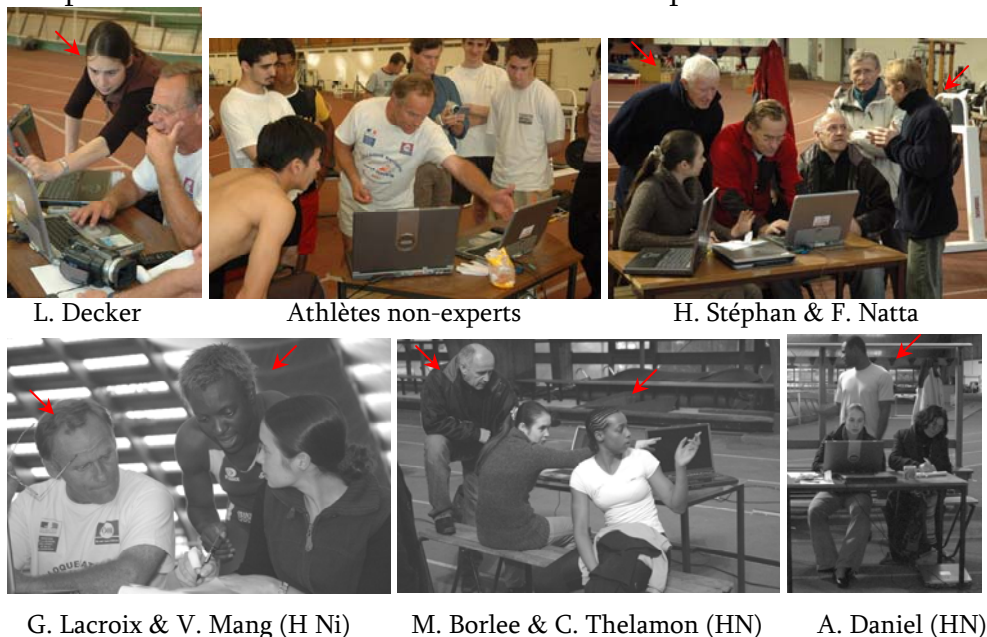 L. Decker
Athlètes non-experts
H. Stéphan & F. Natta
G. Lacroix & V. Mang (H Ni)
M. Borlee & C. Thelamon (HN)
A. Daniel (HN)